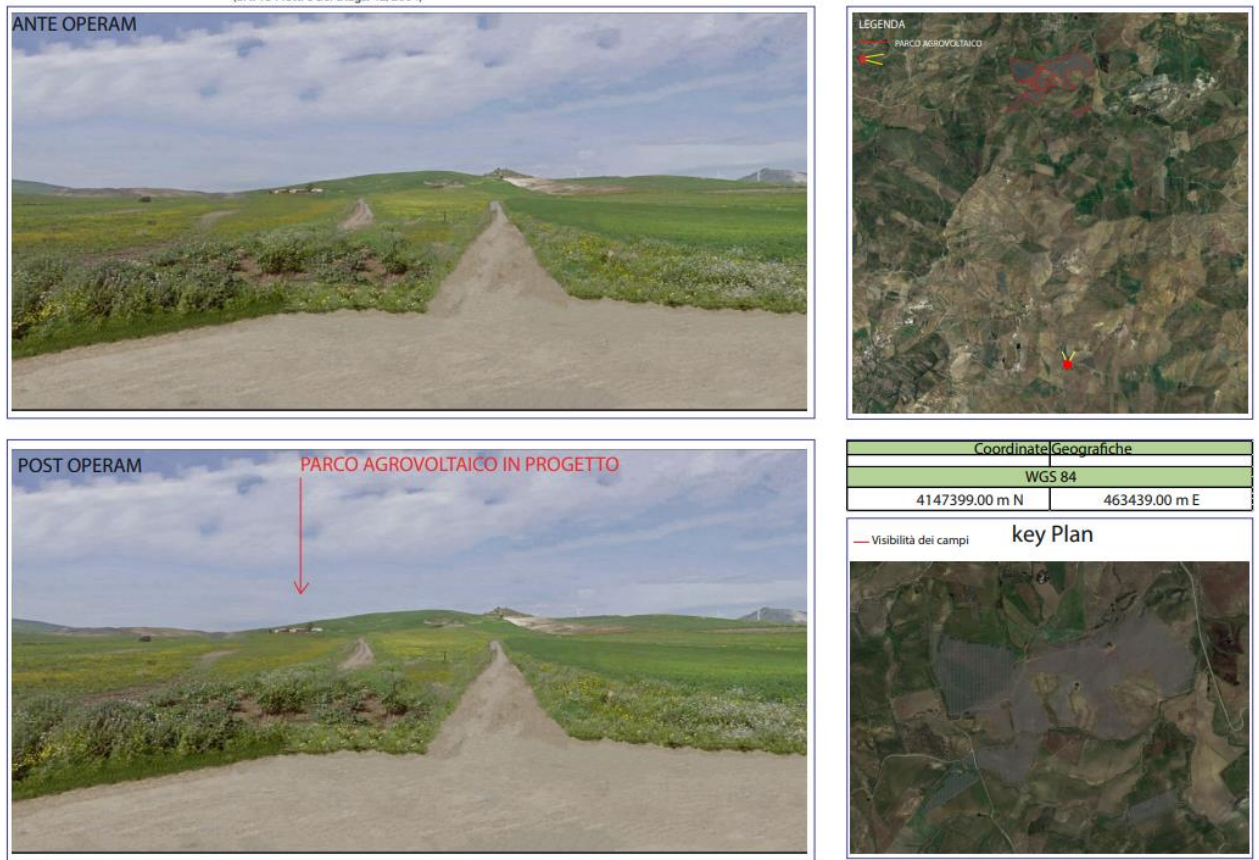 ANTE OPERAM
LEGENDA
PARCO AGROVOLTAICO
POST OPERAM
PARCO AGROVOLTAICO IN PROGETTO
Coordinate Geografiche
WGS 84
4147399.00 m N 463439.00 m E
Visibilità dei campi
key Plan